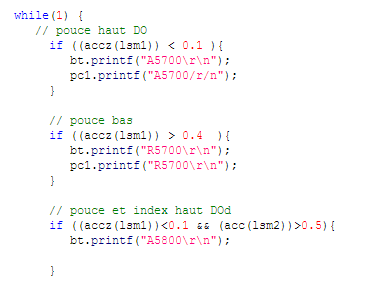 while(1) {
// pouce haut DO
if ((accz(lsm1)) < 0.1 ){
bt.printf("A5700\r\n");
pc1.printf("A5700/r/n");
}
// pouce bas
if ((accz(lsm1)) > 0.4 ){
bt.printf("R5700\r\n");
pc1.printf("R5700\r\n");
}
// pouce et index haut DOd
if ((accz(lsm1))<0.1 && (acc(lsm2))>0.5){
bt.printf("A5800\r\n");
}